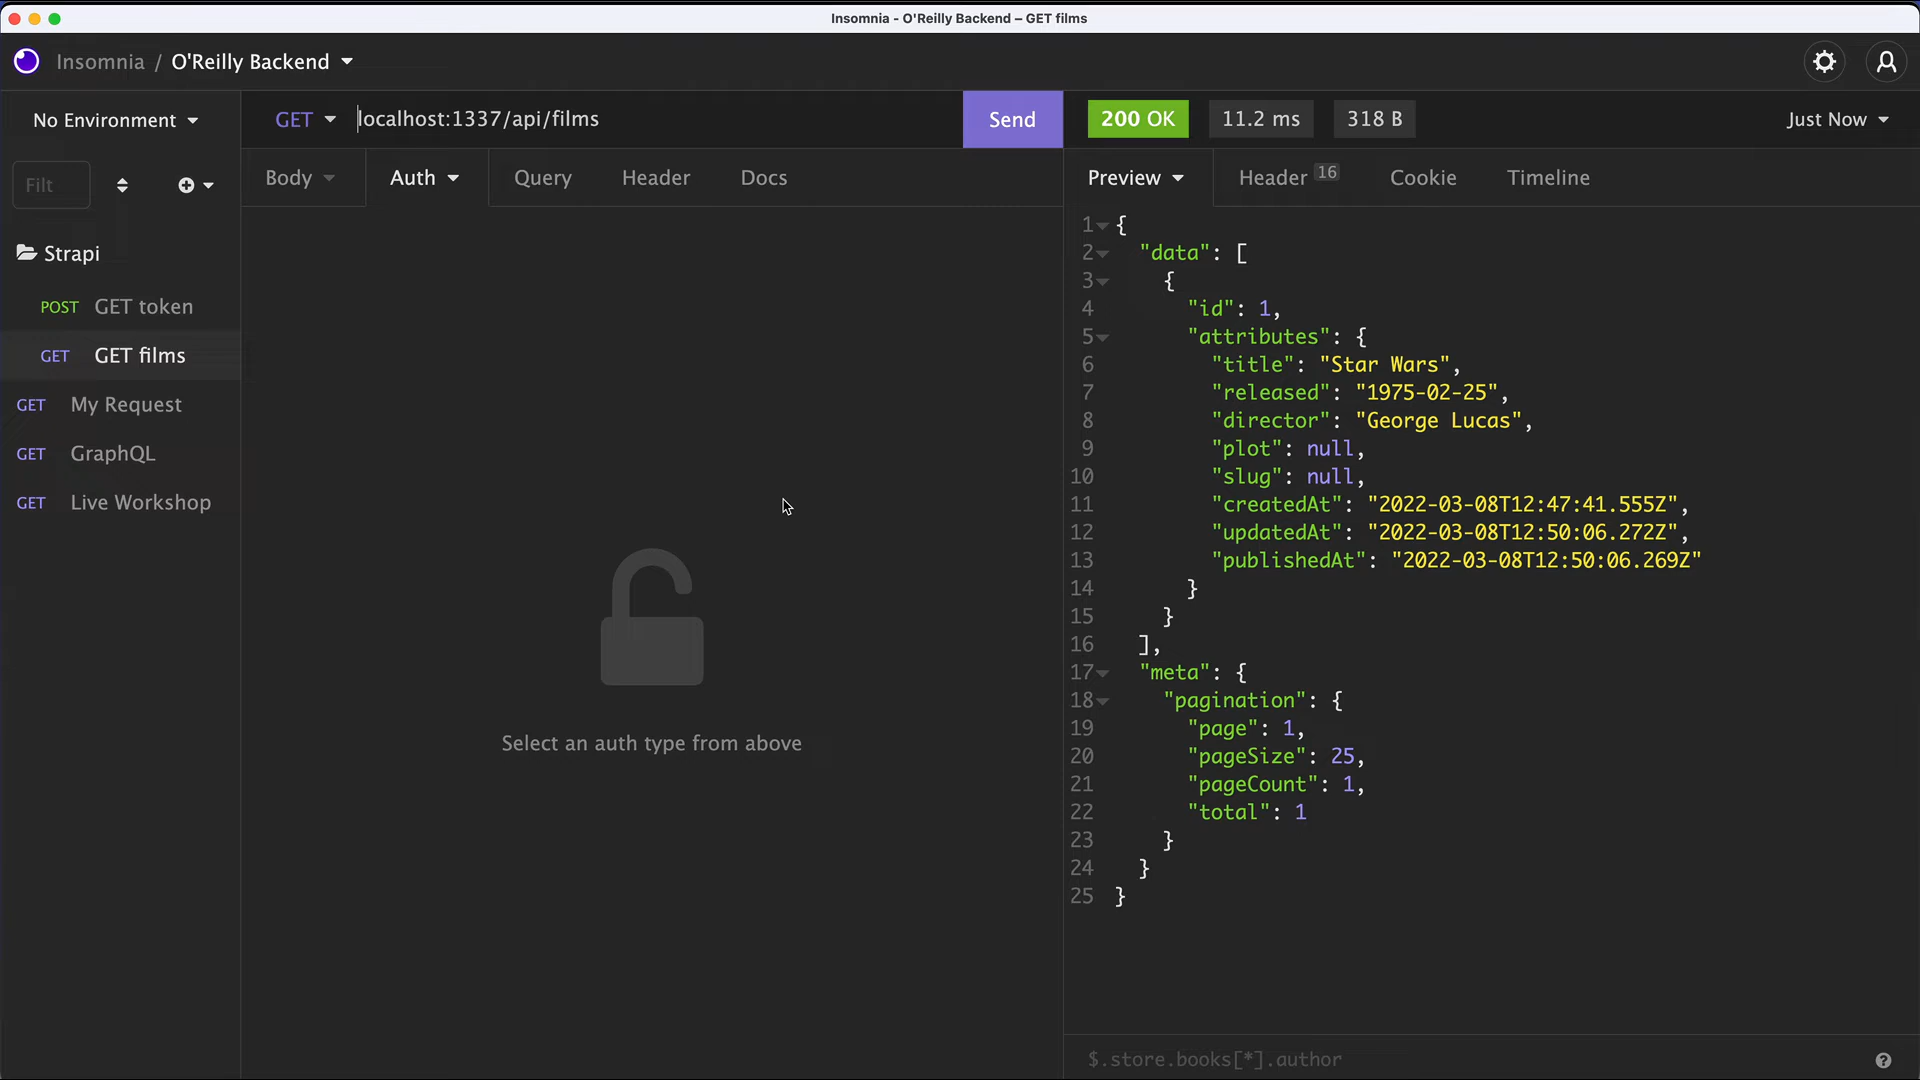 Insomnia - O'Reilly Backend – GET films
Insomnia / O'Reilly Backend
No Environment
GET localhost:1337/api/films Send
200 OK 11.2 ms 318 B Just Now
Filt
Body Auth Query Header Docs
Preview Header 16 Cookie Timeline
Strapi
POST GET token
GET GET films
GET My Request
GET GraphQL
GET Live Workshop
Select an auth type from above
1 {
2 "data": [
3 {
4 "id": 1,
5 "attributes": {
6 "title": "Star Wars",
7 "released": "1975-02-25",
8 "director": "George Lucas",
9 "plot": null,
10 "slug": null,
11 "createdAt": "2022-03-08T12:47:41.555Z",
12 "updatedAt": "2022-03-08T12:50:06.272Z",
13 "publishedAt": "2022-03-08T12:50:06.269Z"
14 }
15 }
16 ],
17 "meta": {
18 "pagination": {
19 "page": 1,
20 "pageSize": 25,
21 "pageCount": 1,
22 "total": 1
23 }
24 }
25 }
$.store.books[*].author